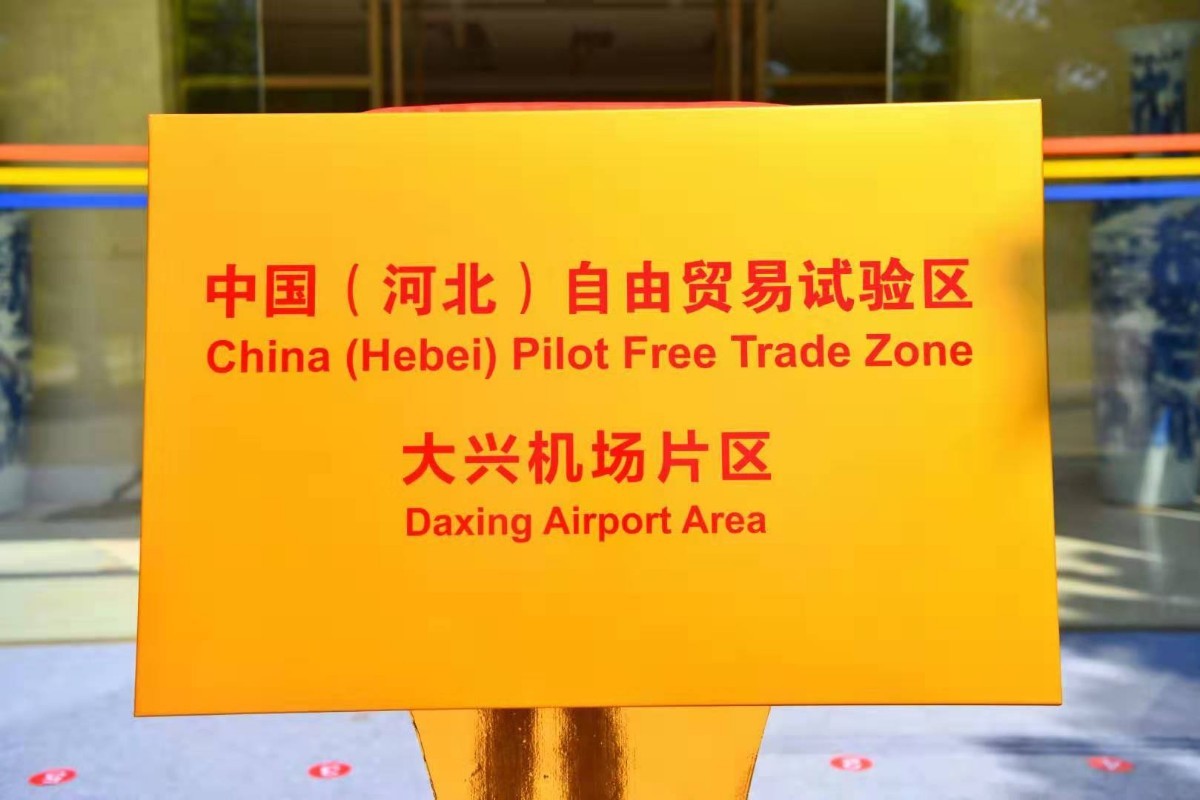 中国（河北）自由贸易试验区
China (Hebei) Pilot Free Trade Zone
大兴机场片区
Daxing Airport Area